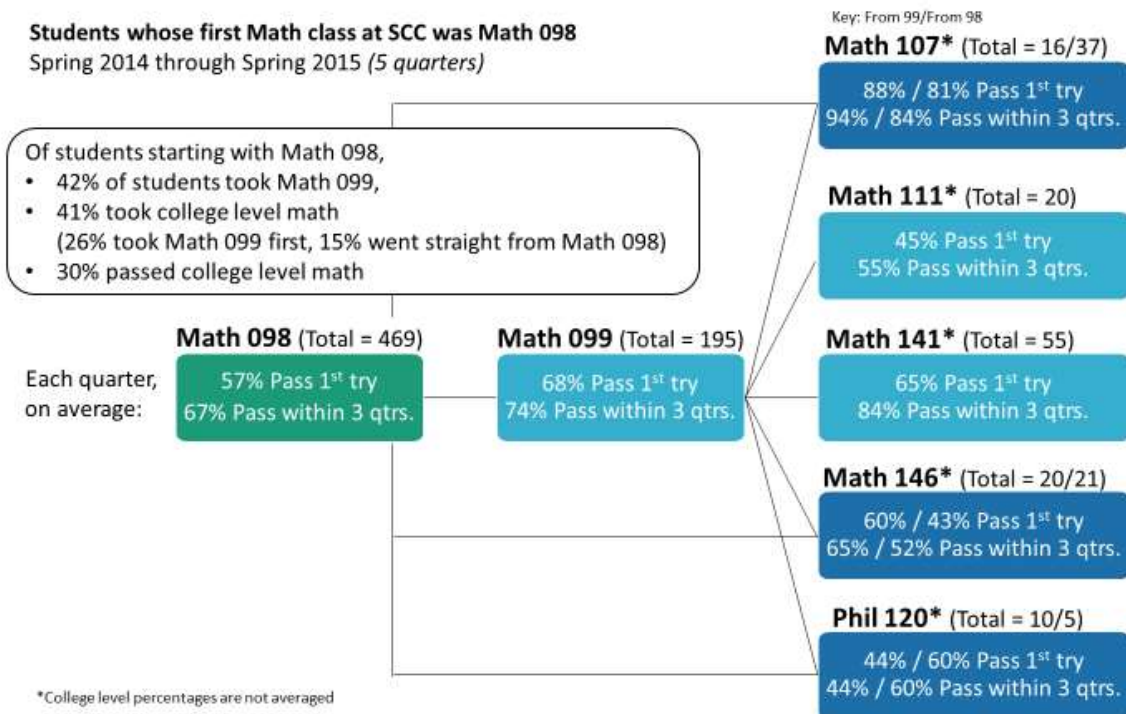 Students whose first Math class at SCC was Math 098
Spring 2014 through Spring 2015 (5 quarters)
Key: From 99/From 98
Math 107* (Total = 16/37)
88% / 81% Pass 1st try
94% / 84% Pass within 3 qtrs.
Of students starting with Math 098,
• 42% of students took Math 099,
• 41% took college level math
(26% took Math 099 first, 15% went straight from Math 098)
• 30% passed college level math
Math 111* (Total = 20)
45% Pass 1st try
55% Pass within 3 qtrs.
Each quarter,
on average:
Math 098 (Total = 469)
57% Pass 1st try
67% Pass within 3 qtrs.
Math 099 (Total = 195)
68% Pass 1st try
74% Pass within 3 qtrs.
Math 141* (Total = 55)
65% Pass 1st try
84% Pass within 3 qtrs.
Math 146* (Total = 20/21)
60% / 43% Pass 1st try
65% / 52% Pass within 3 qtrs.
Phil 120* (Total = 10/5)
44% / 60% Pass 1st try
44% / 60% Pass within 3 qtrs.
*College level percentages are not averaged